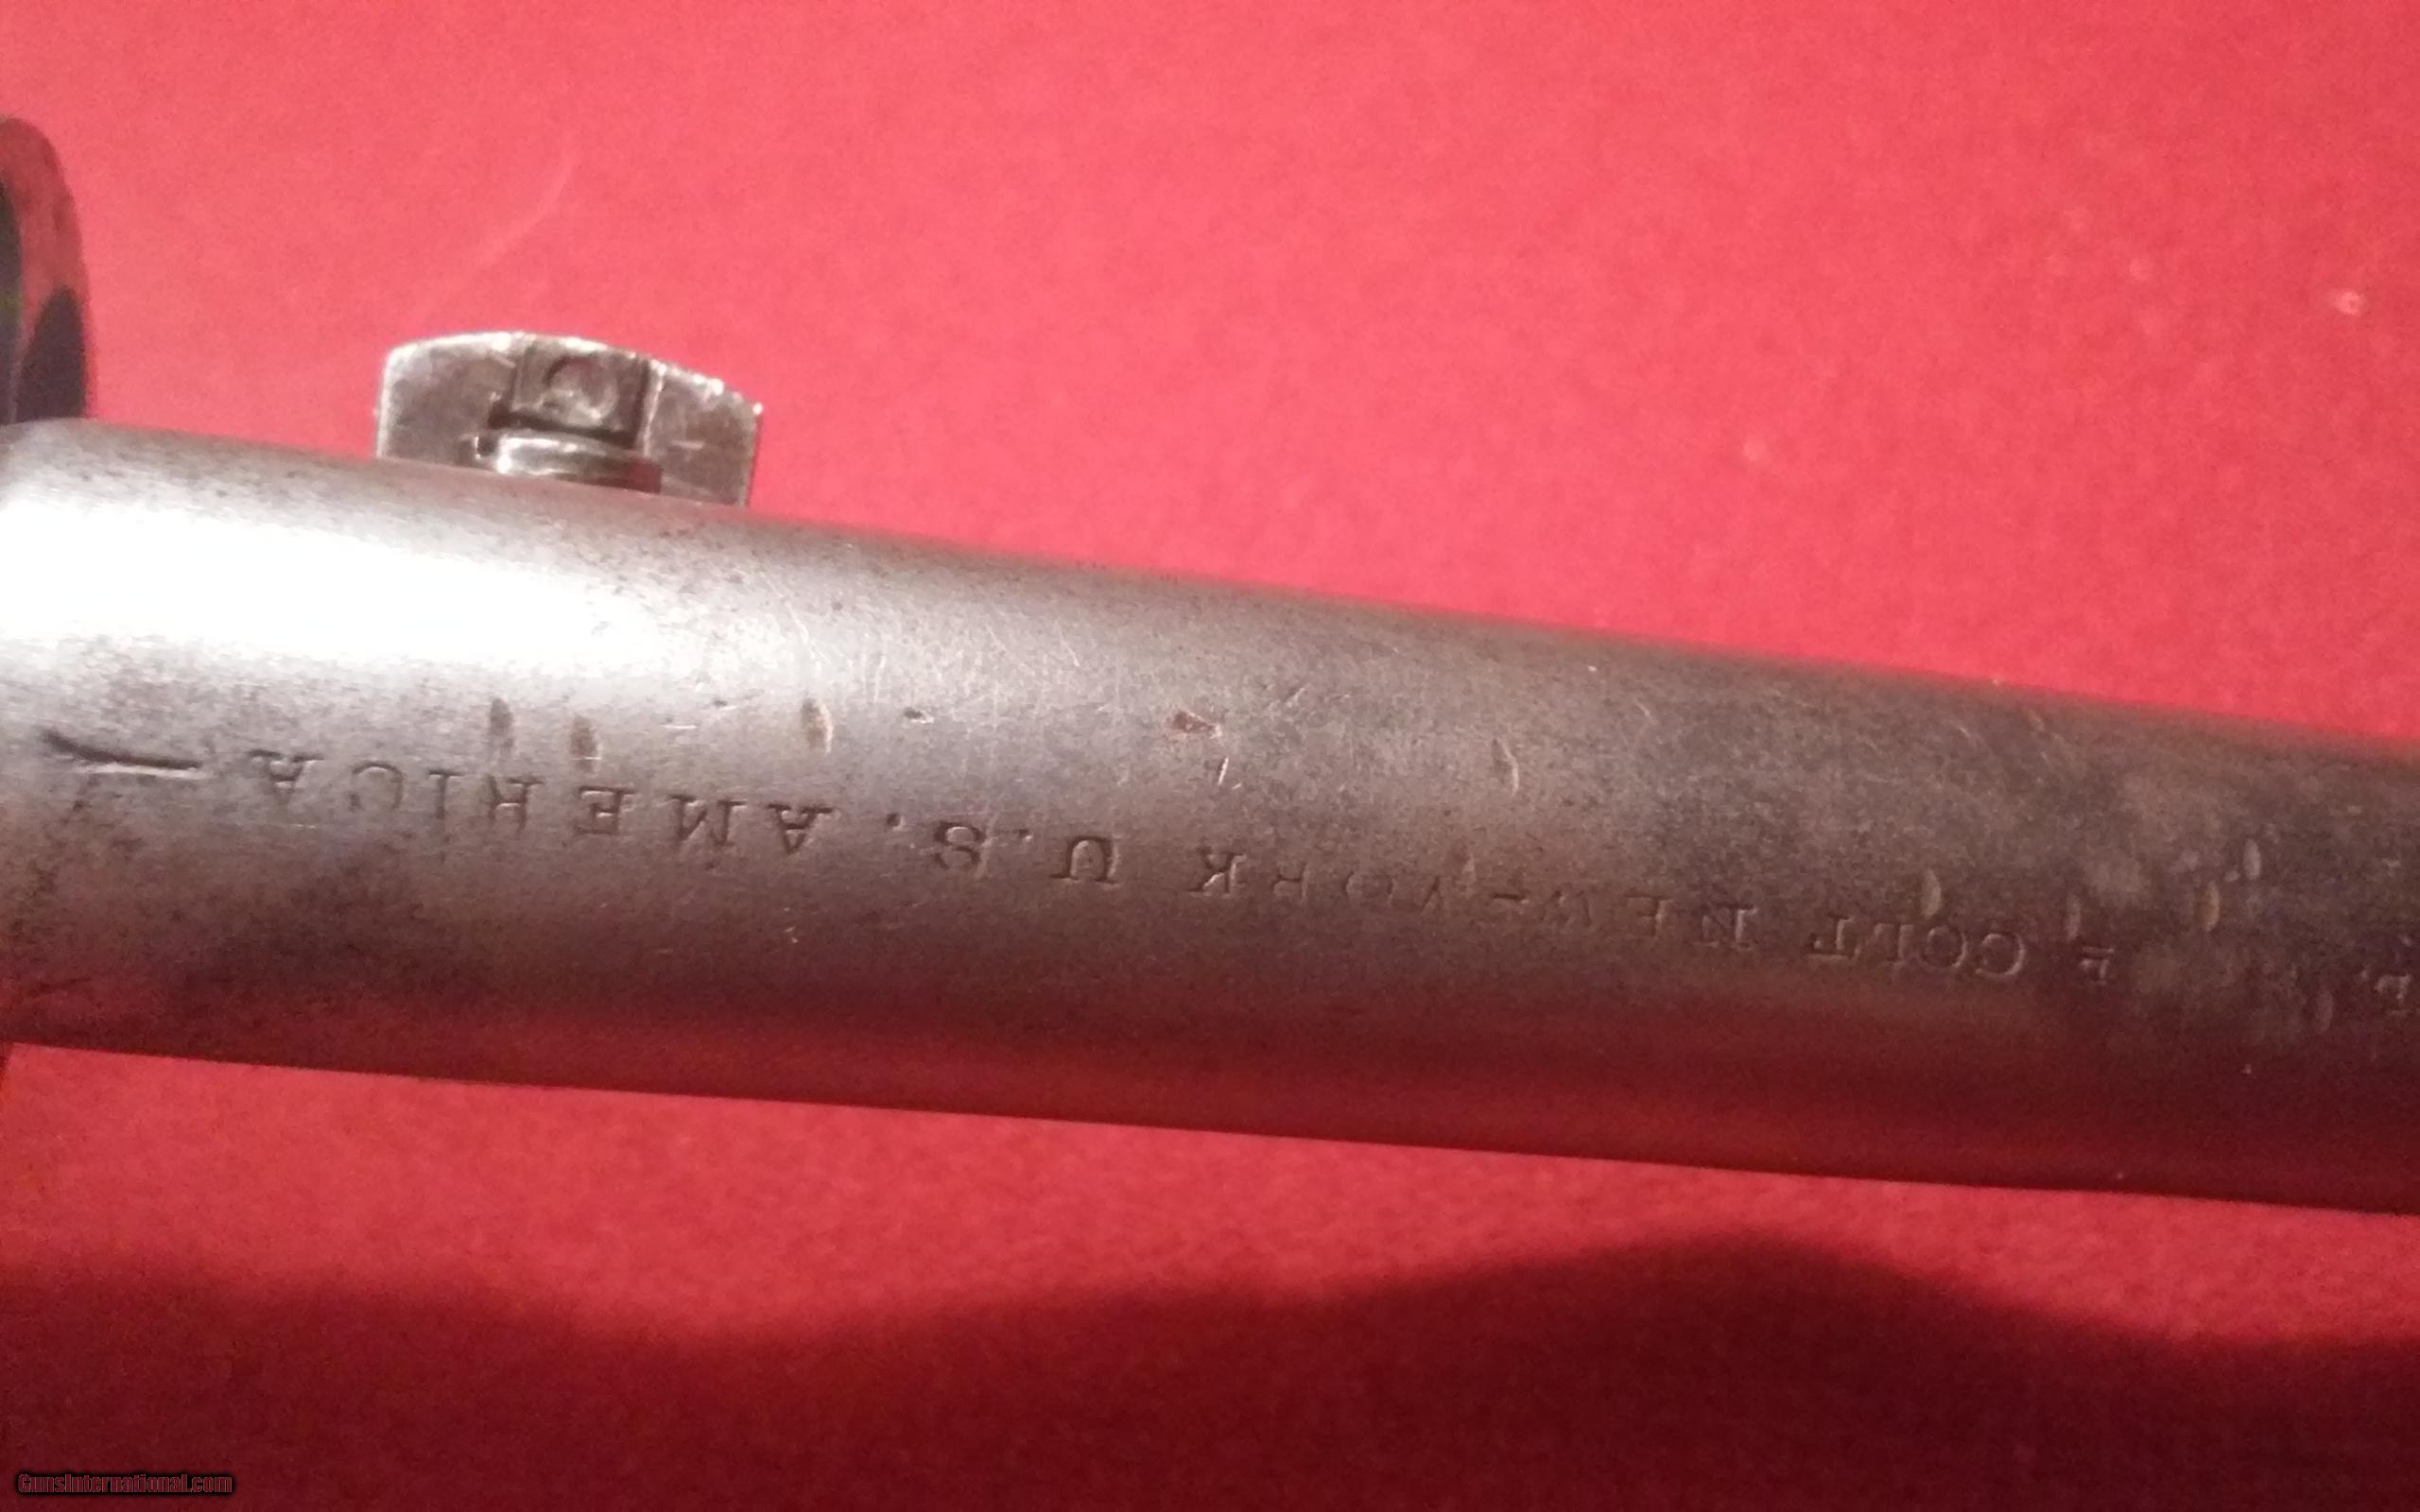 COLT NEW-YORK U.S. AMERICA
GunsInternational.com